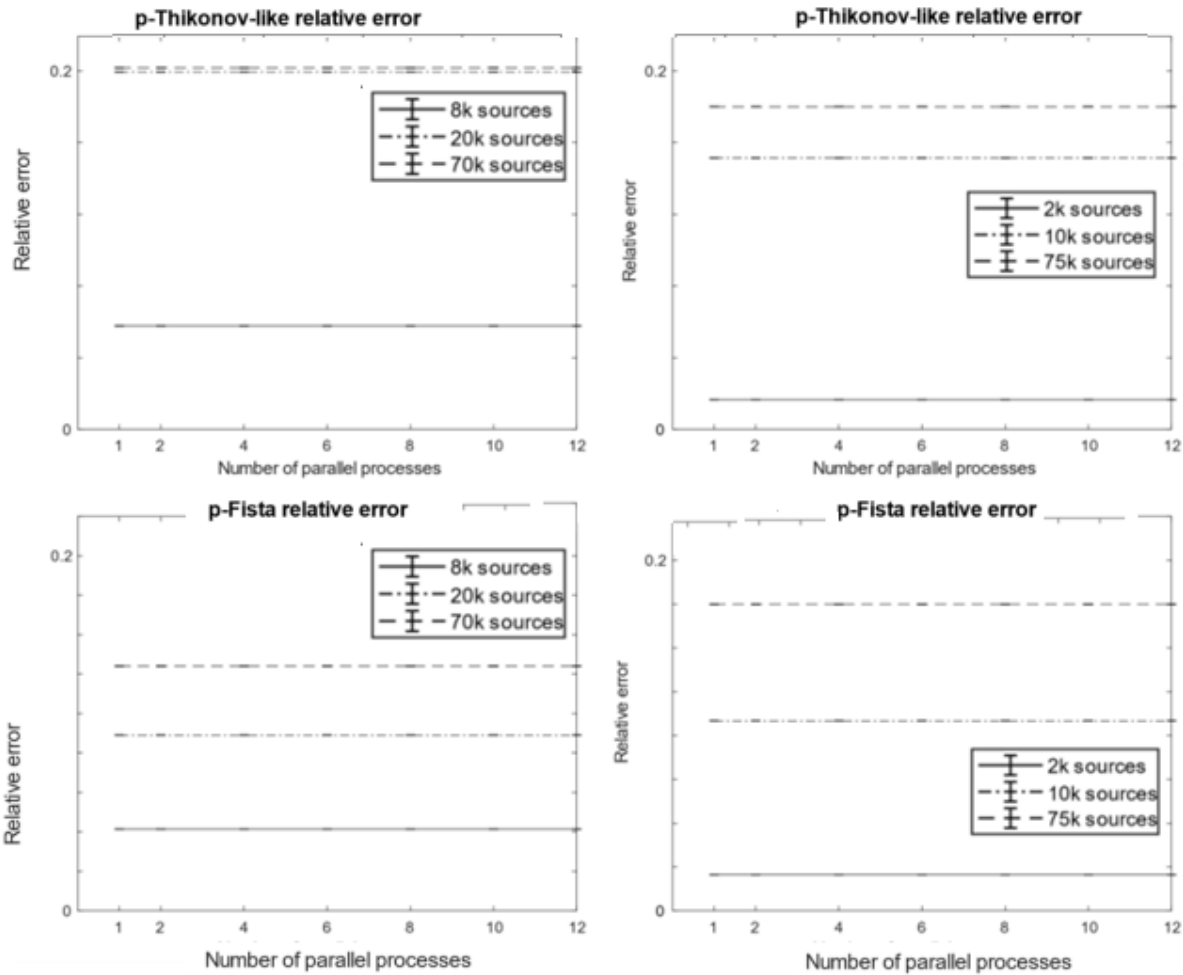 p-Thikonov-like relative error
0.2
8k sources
20k sources
70k sources
Relative error
0
1 2 4 6 8 10 12
Number of parallel processes
p-Thikonov-like relative error
0.2
2k sources
10k sources
75k sources
Relative error
0
1 2 4 6 8 10 12
Number of parallel processes
p-Fista relative error
0.2
8k sources
20k sources
70k sources
Relative error
0
1 2 4 6 8 10 12
Number of parallel processes
p-Fista relative error
0.2
Relative error
2k sources
10k sources
75k sources
0
1 2 4 6 8 10 12
Number of parallel processes